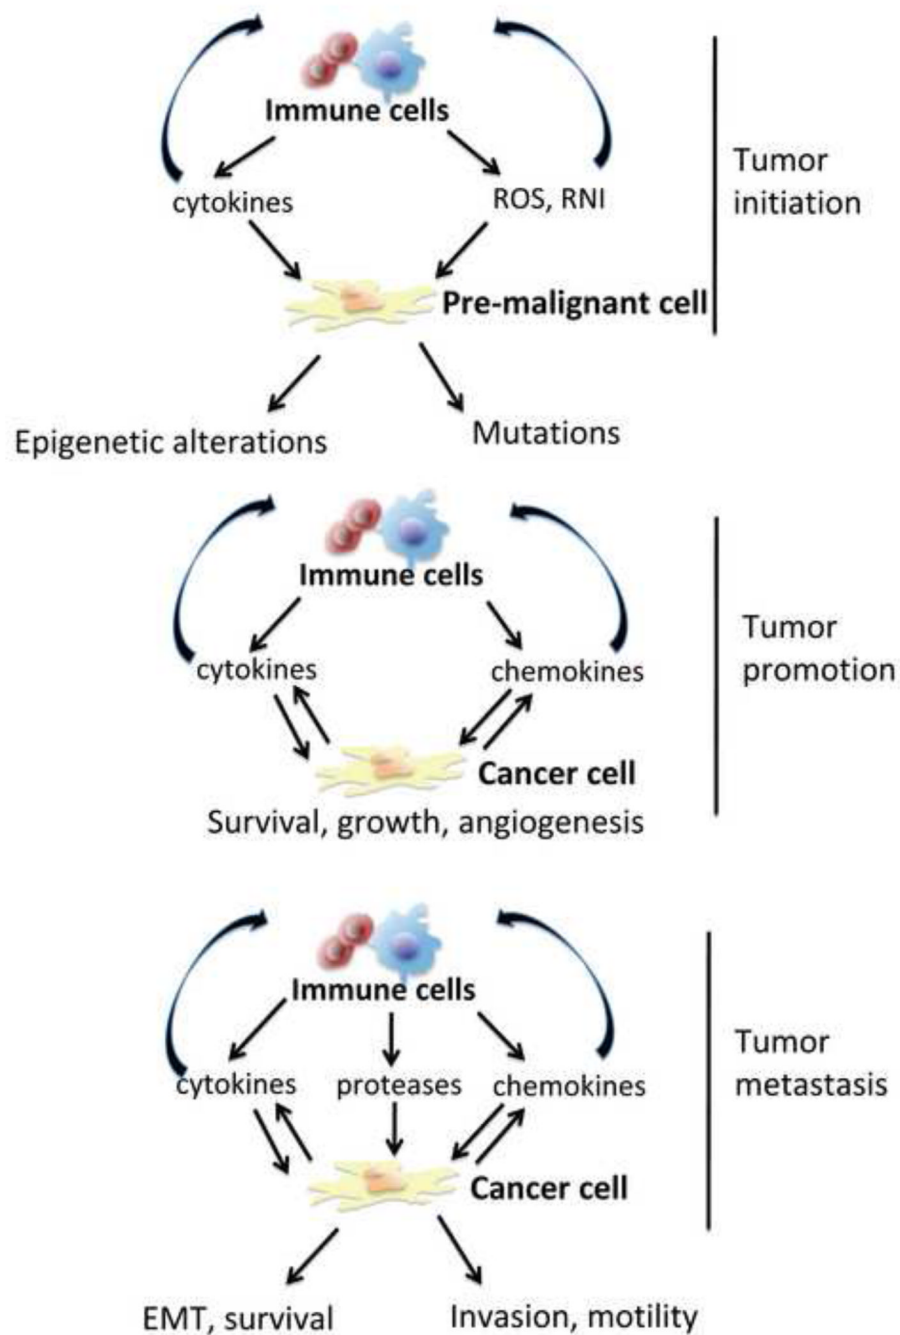 Immune cells
Tumor
initiation
cytokines
ROS, RNI
Pre-malignant cell
Epigenetic alterations
Mutations
Immune cells
Tumor
promotion
cytokines
chemokines
Cancer cell
Survival, growth, angiogenesis
Immune cells
Tumor
metastasis
cytokines
proteases
chemokines
Cancer cell
EMT, survival
Invasion, motility